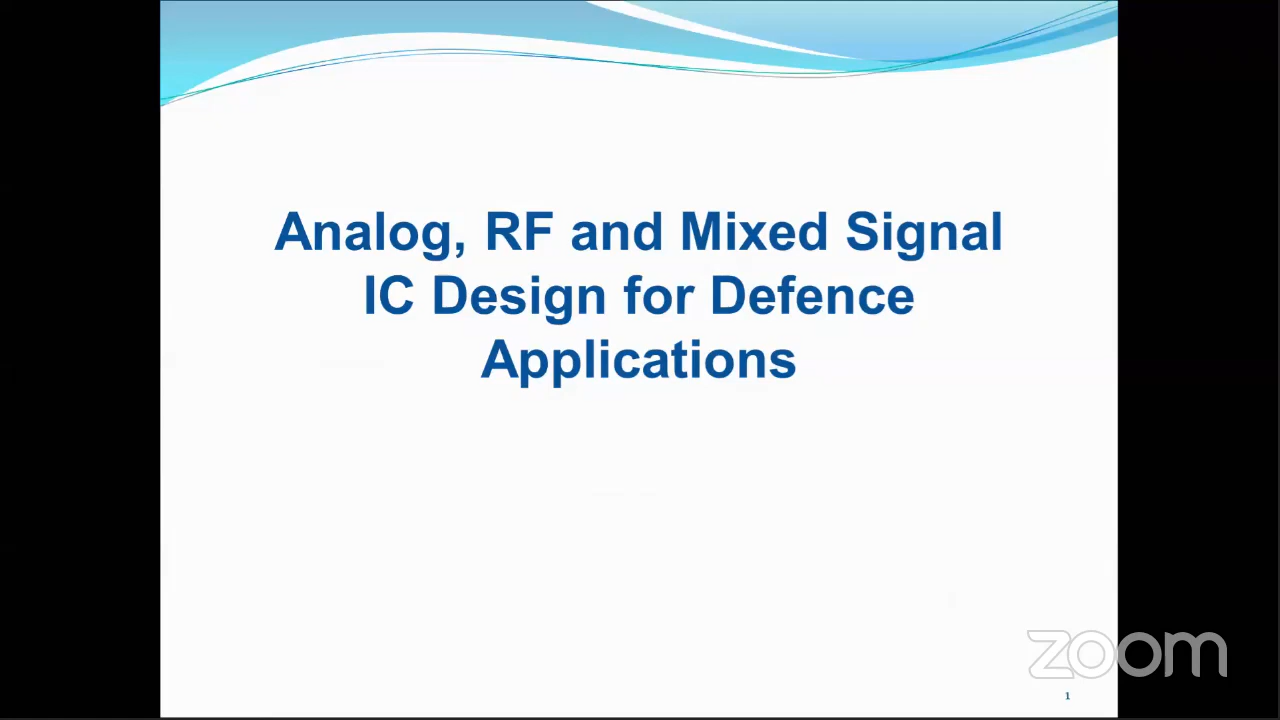 Analog, RF and Mixed Signal
IC Design for Defence
Applications
zoom
1